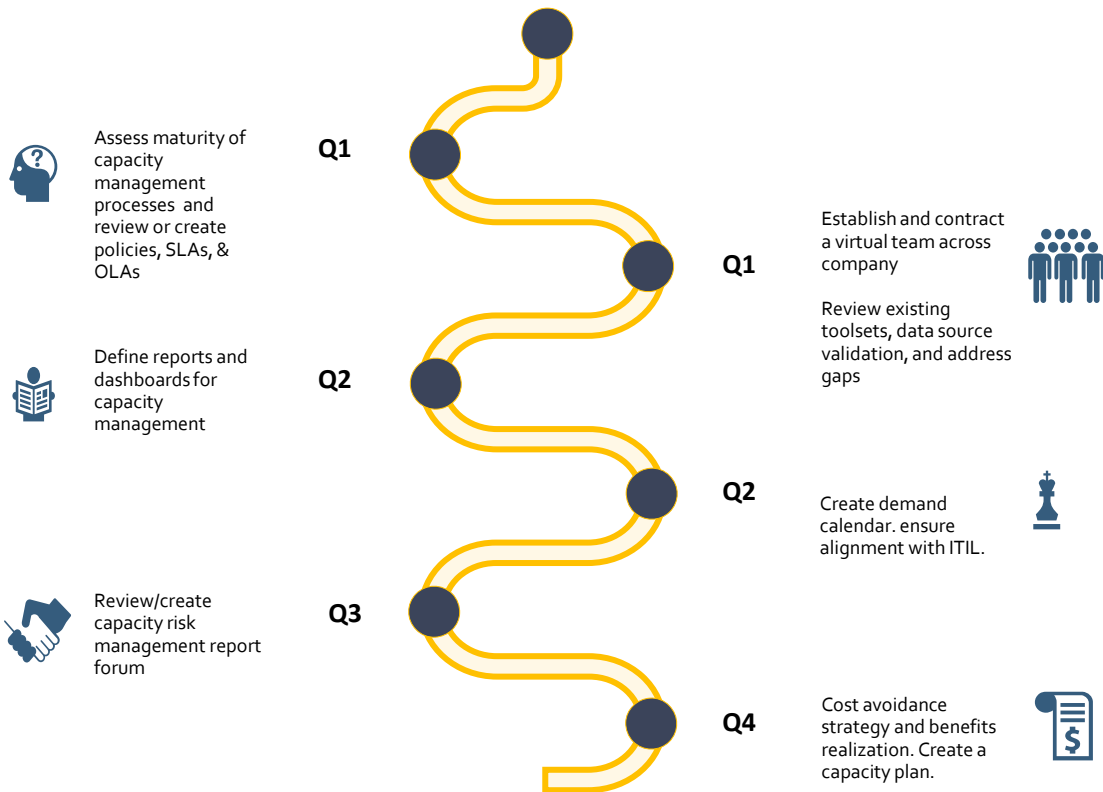 Q1
Assess maturity of
capacity
management
processes and
review or create
policies, SLAs, &
OLAs
Q1
Establish and contract
a virtual team across
company
Review existing
toolsets, data source
validation, and address
gaps
Q2
Define reports and
dashboards for
capacity
management
Q2
Create demand
calendar. ensure
alignment with ITIL.
Q3
Review/create
capacity risk
management report
forum
Q4
Cost avoidance
strategy and benefits
realization. Create a
capacity plan.
?
$